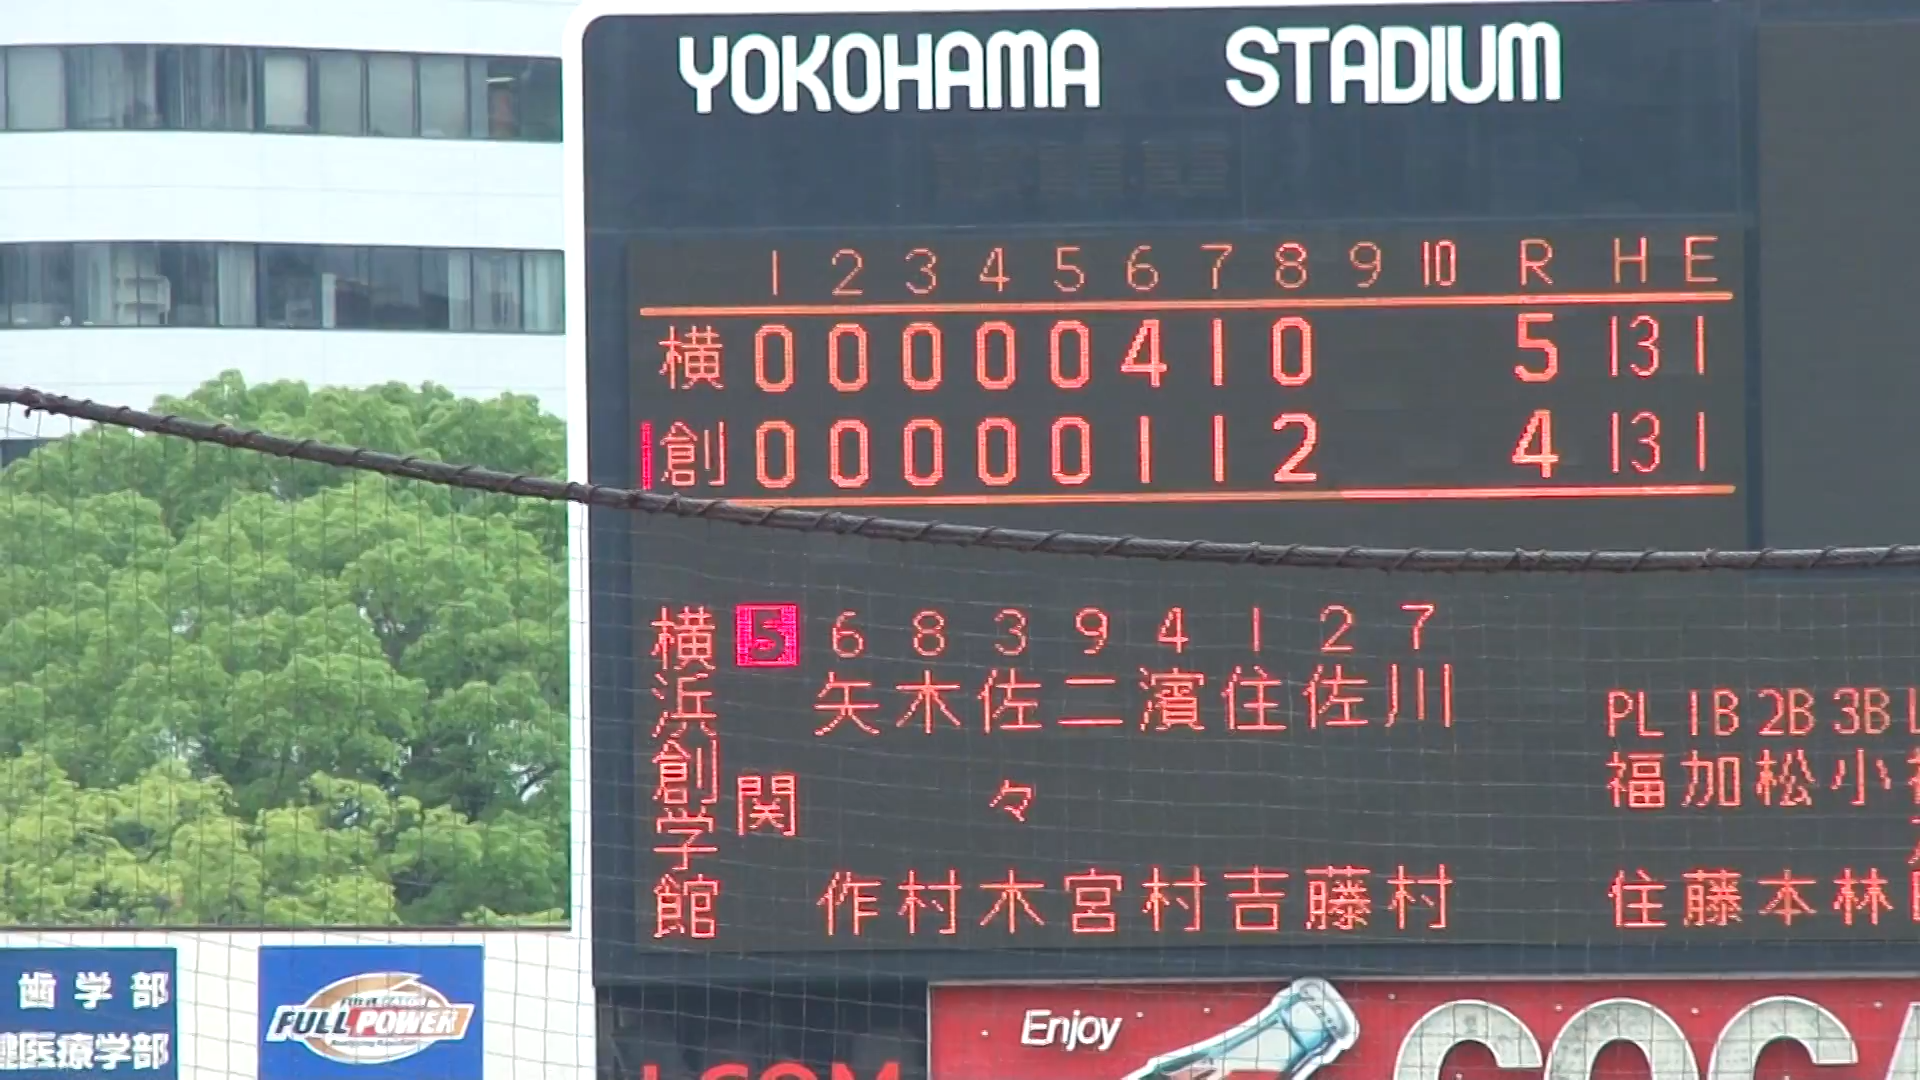 YOKOHAMA STADIUM
1 2 3 4 5 6 7 8 9 10 R H E
横 0 0 0 0 0 4 1 0 5 13 1
創 0 0 0 0 0 1 1 2 4 13 1
横浜創学館
5 6 8 3 9 4 1 2 7
関
矢作
木村
佐々木
二宮
濱村
住吉
佐藤
川村
PL 1B 2B 3B
福住
加藤
松本
小林
歯学部
医療学部
FULL POWER
Enjoy